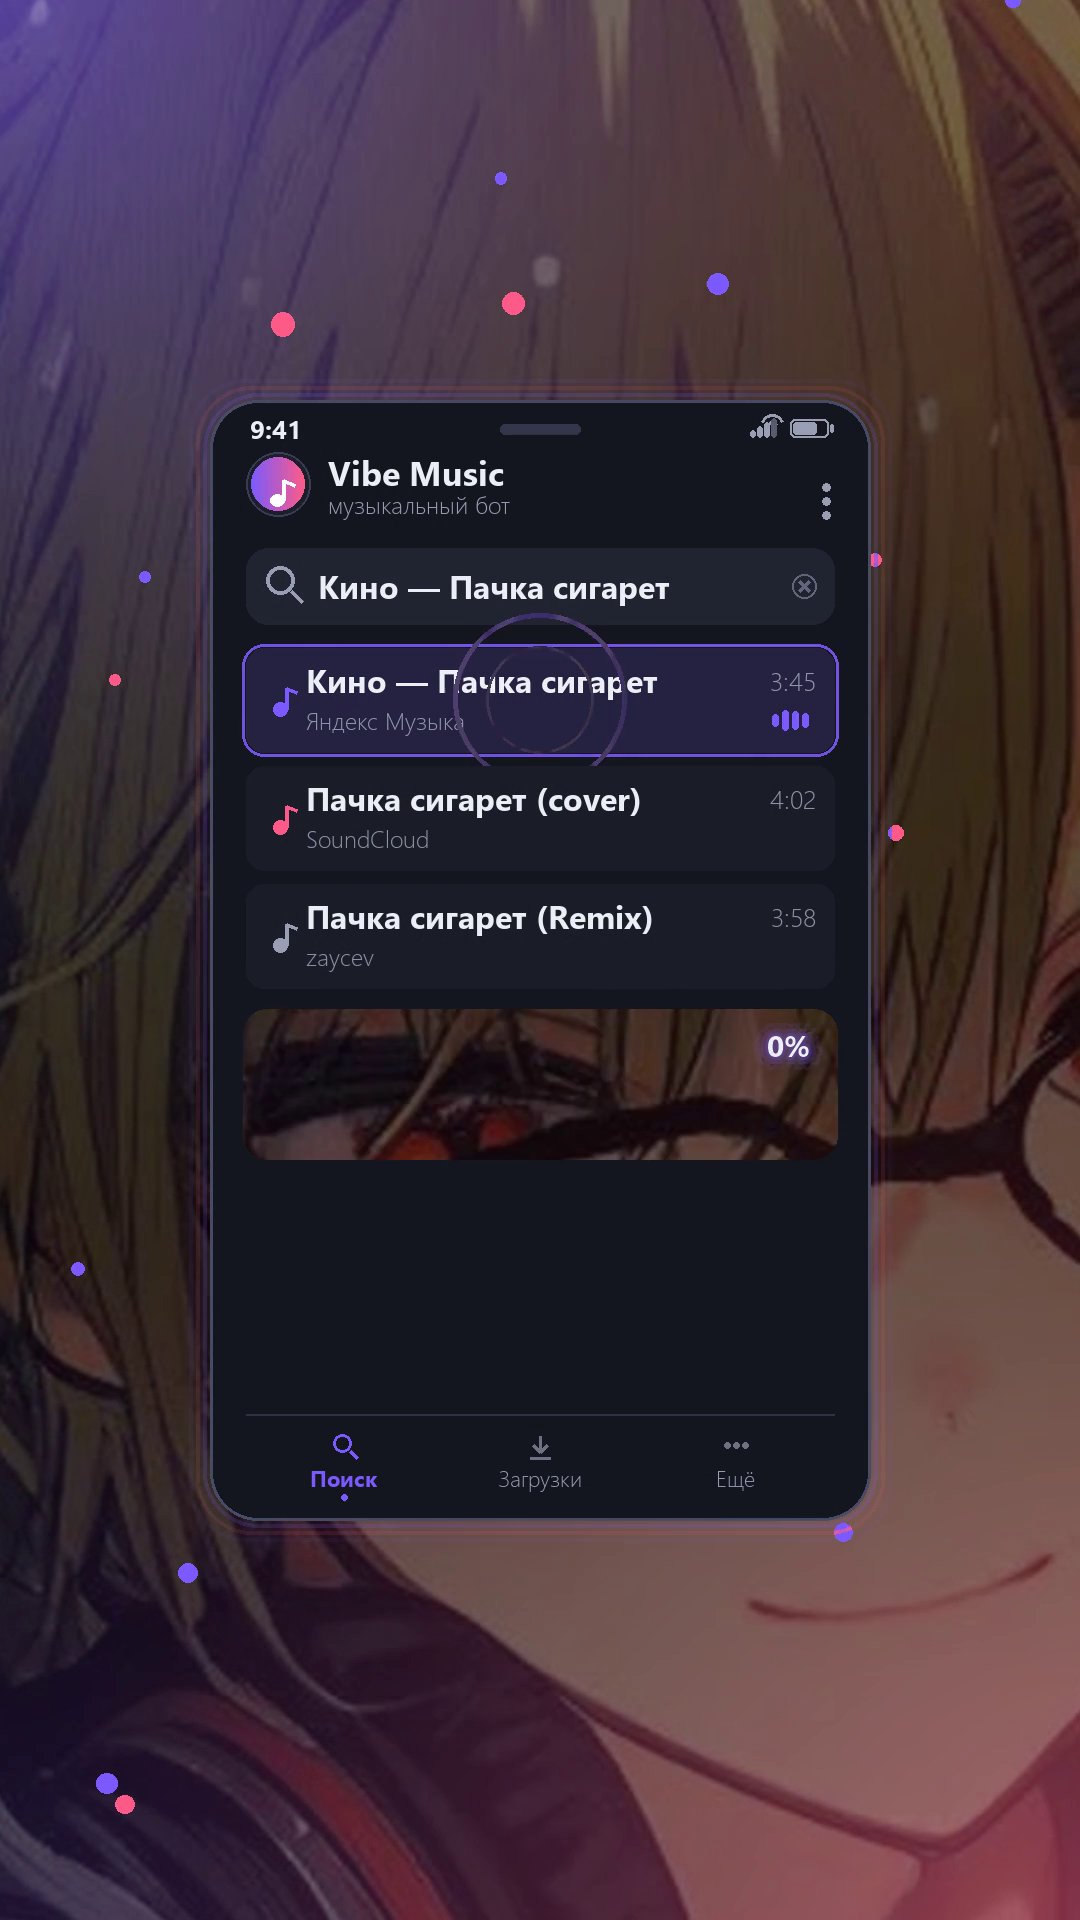 9:41
Vibe Music
музыкальный бот
Кино — Пачка сигарет
Кино — Пачка сигарет
3:45
Яндекс Музыка
Пачка сигарет (cover)
4:02
SoundCloud
Пачка сигарет (Remix)
3:58
zaycev
0%
Поиск
Загрузки
Ещё